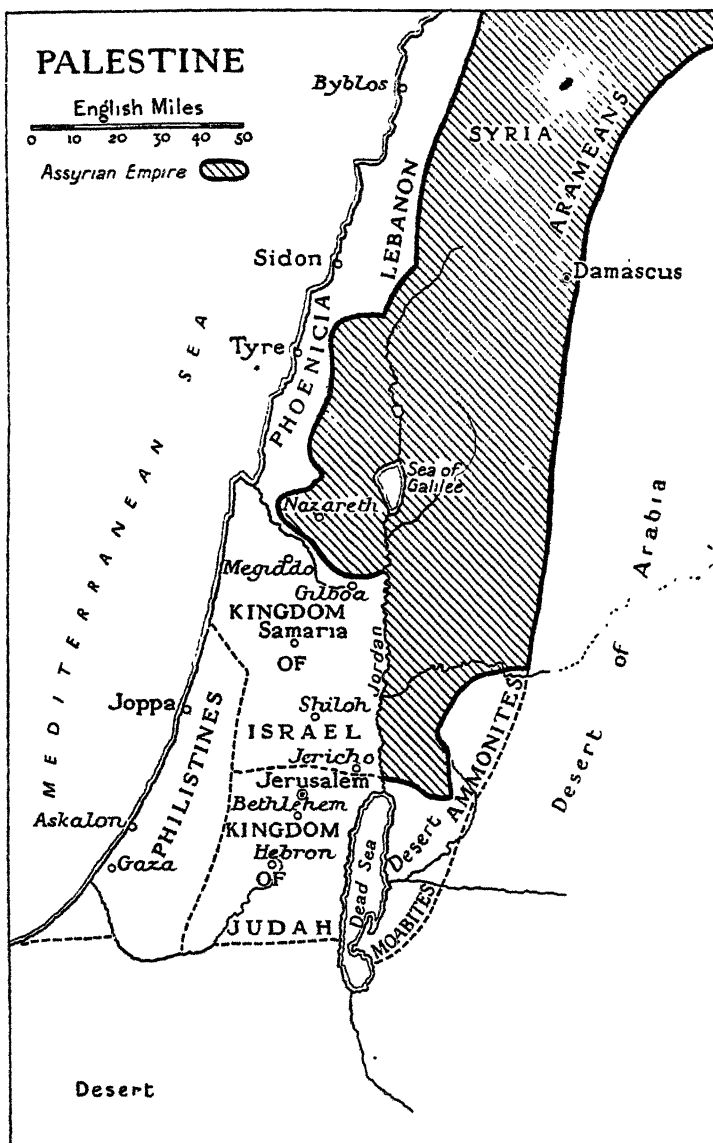 PALESTINE
English Miles
0 10 20 30 40 50
Assyrian Empire
Byblos
SYRIA
ARAMEANS
LEBANON
Sidon
Damascus
PHOENICIA
Tyre
MEDITERRANEAN SEA
Sea of
Galilee
Nazareth
Megiddo
Gilboa
KINGDOM
Samaria
OF
Jordan
Desert of Arabia
Joppa
Shiloh
ISRAEL
PHILISTINES
Jericho
Jerusalem
AMMONITES
Bethlehem
Askalon
KINGDOM
Desert
Hebron
Gaza
OF
Dead Sea
JUDAH
MOABITES
Desert